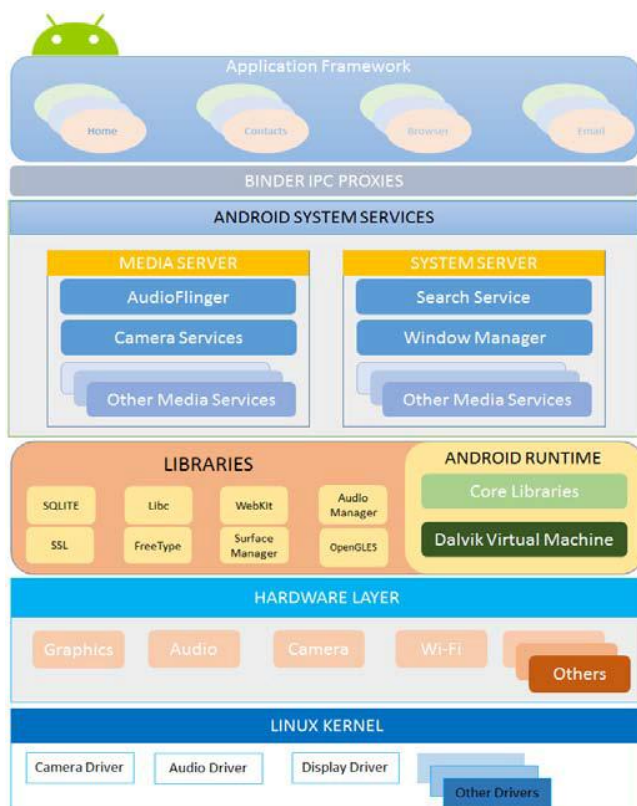 Application Framework
Home
Contacts
Browser
Email
BINDER IPC PROXIES
ANDROID SYSTEM SERVICES
MEDIA SERVER
AudioFlinger
Camera Services
Other Media Services
SYSTEM SERVER
Search Service
Window Manager
Other Media Services
LIBRARIES
SQLITE
Libc
WebKit
Audio
Manager
SSL
FreeType
Surface
Manager
OpenGLES
ANDROID RUNTIME
Core Libraries
Dalvik Virtual Machine
HARDWARE LAYER
Graphics
Audio
Camera
Wi-Fi
Others
LINUX KERNEL
Camera Driver
Audio Driver
Display Driver
Other Drivers